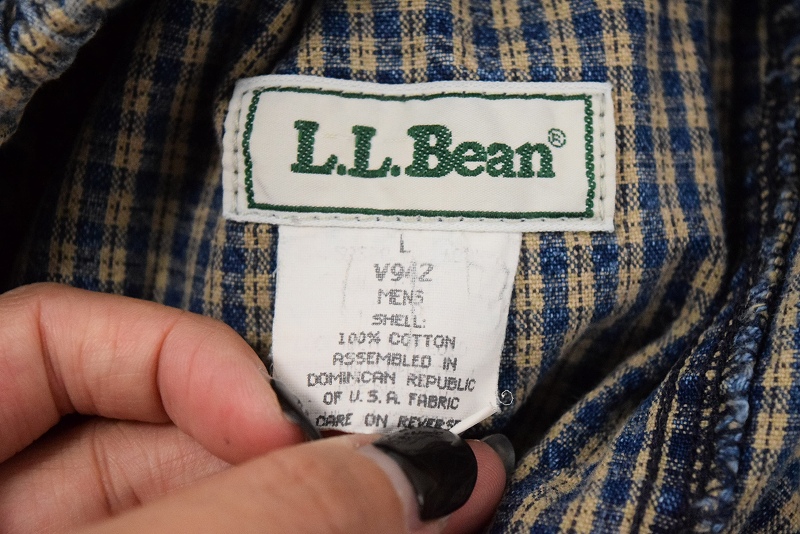 L.L.Bean®
L
V942
MENS
SHELL:
100% COTTON
ASSEMBLED IN
DOMINICAN REPUBLIC
OF U.S.A FABRIC
CARE ON REVERSE